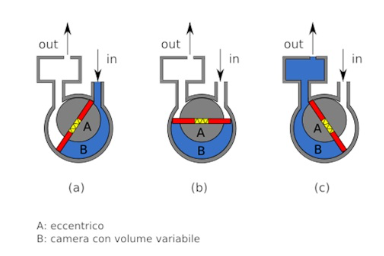 out
in
out
in
out
in
A
B
A
B
A
B
(a)
(b)
(c)
A: eccentrico
B: camera con volume variabile